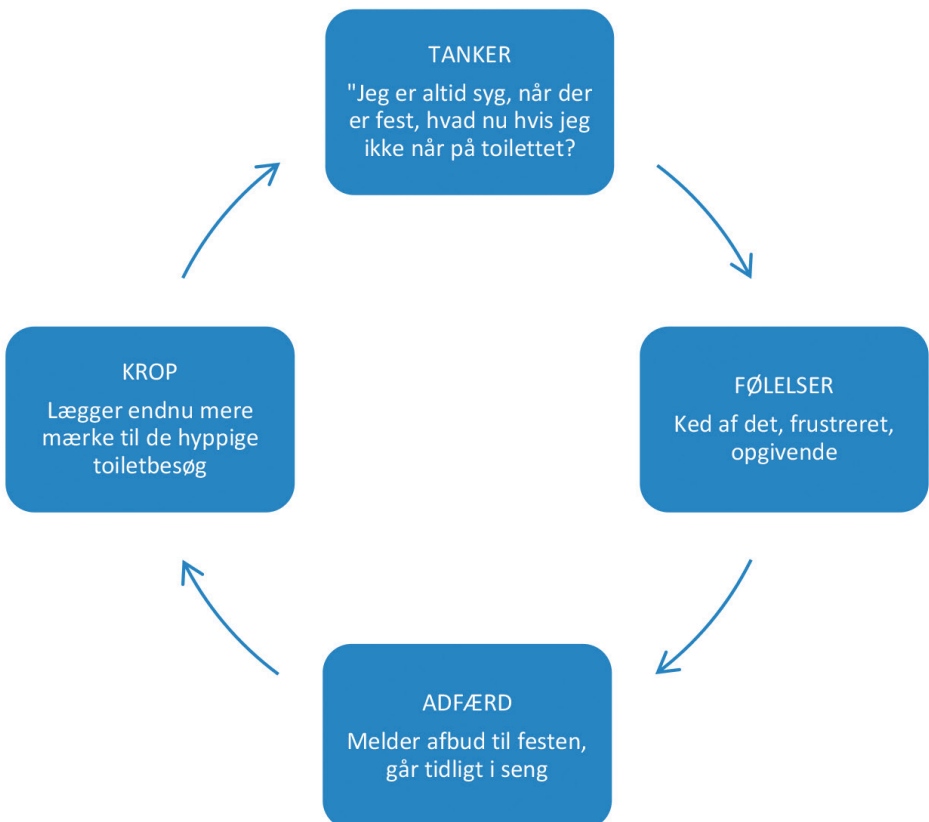 TANKER
"Jeg er altid syg, når der
er fest, hvad nu hvis jeg
ikke når på toilettet?
FØLELSER
Ked af det, frustreret,
opgivende
ADFÆRD
Melder afbud til festen,
går tidligt i seng
KROP
Lægger endnu mere
mærke til de hyppige
toiletbesøg